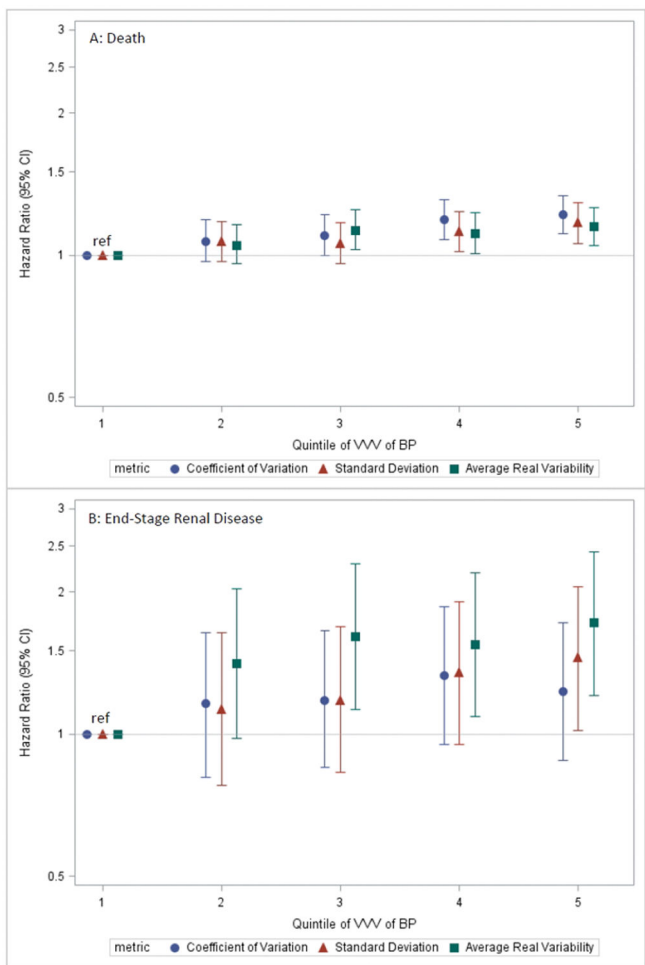 A: Death
3
2.5
2
1.5
1
0.5
Hazard Ratio (95% CI)
ref
1 2 3 4 5
Quintile of VVV of BP
metric Coefficient of Variation Standard Deviation Average Real Variability
B: End-Stage Renal Disease
3
2.5
2
1.5
1
0.5
Hazard Ratio (95% CI)
ref
1 2 3 4 5
Quintile of VVV of BP
metric Coefficient of Variation Standard Deviation Average Real Variability